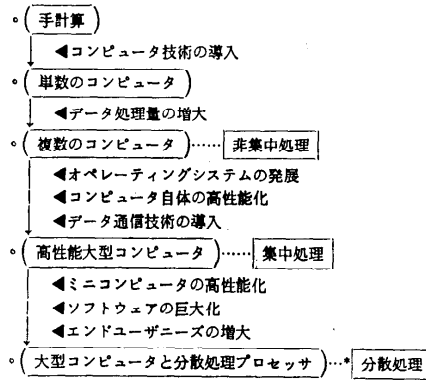 。(手計算)
◀コンピュータ技術の導入
。(単数のコンピュータ)
◀データ処理量の増大
。(複数のコンピュータ)……非集中処理
◀オペレーティングシステムの発展
◀コンピュータ自体の高性能化
◀データ通信技術の導入
。(高性能大型コンピュータ)……集中処理
◀ミニコンピュータの高性能化
◀ソフトウェアの巨大化
◀エンドユーザニーズの増大
。(大型コンピュータと分散処理プロセッサ)…*分散処理